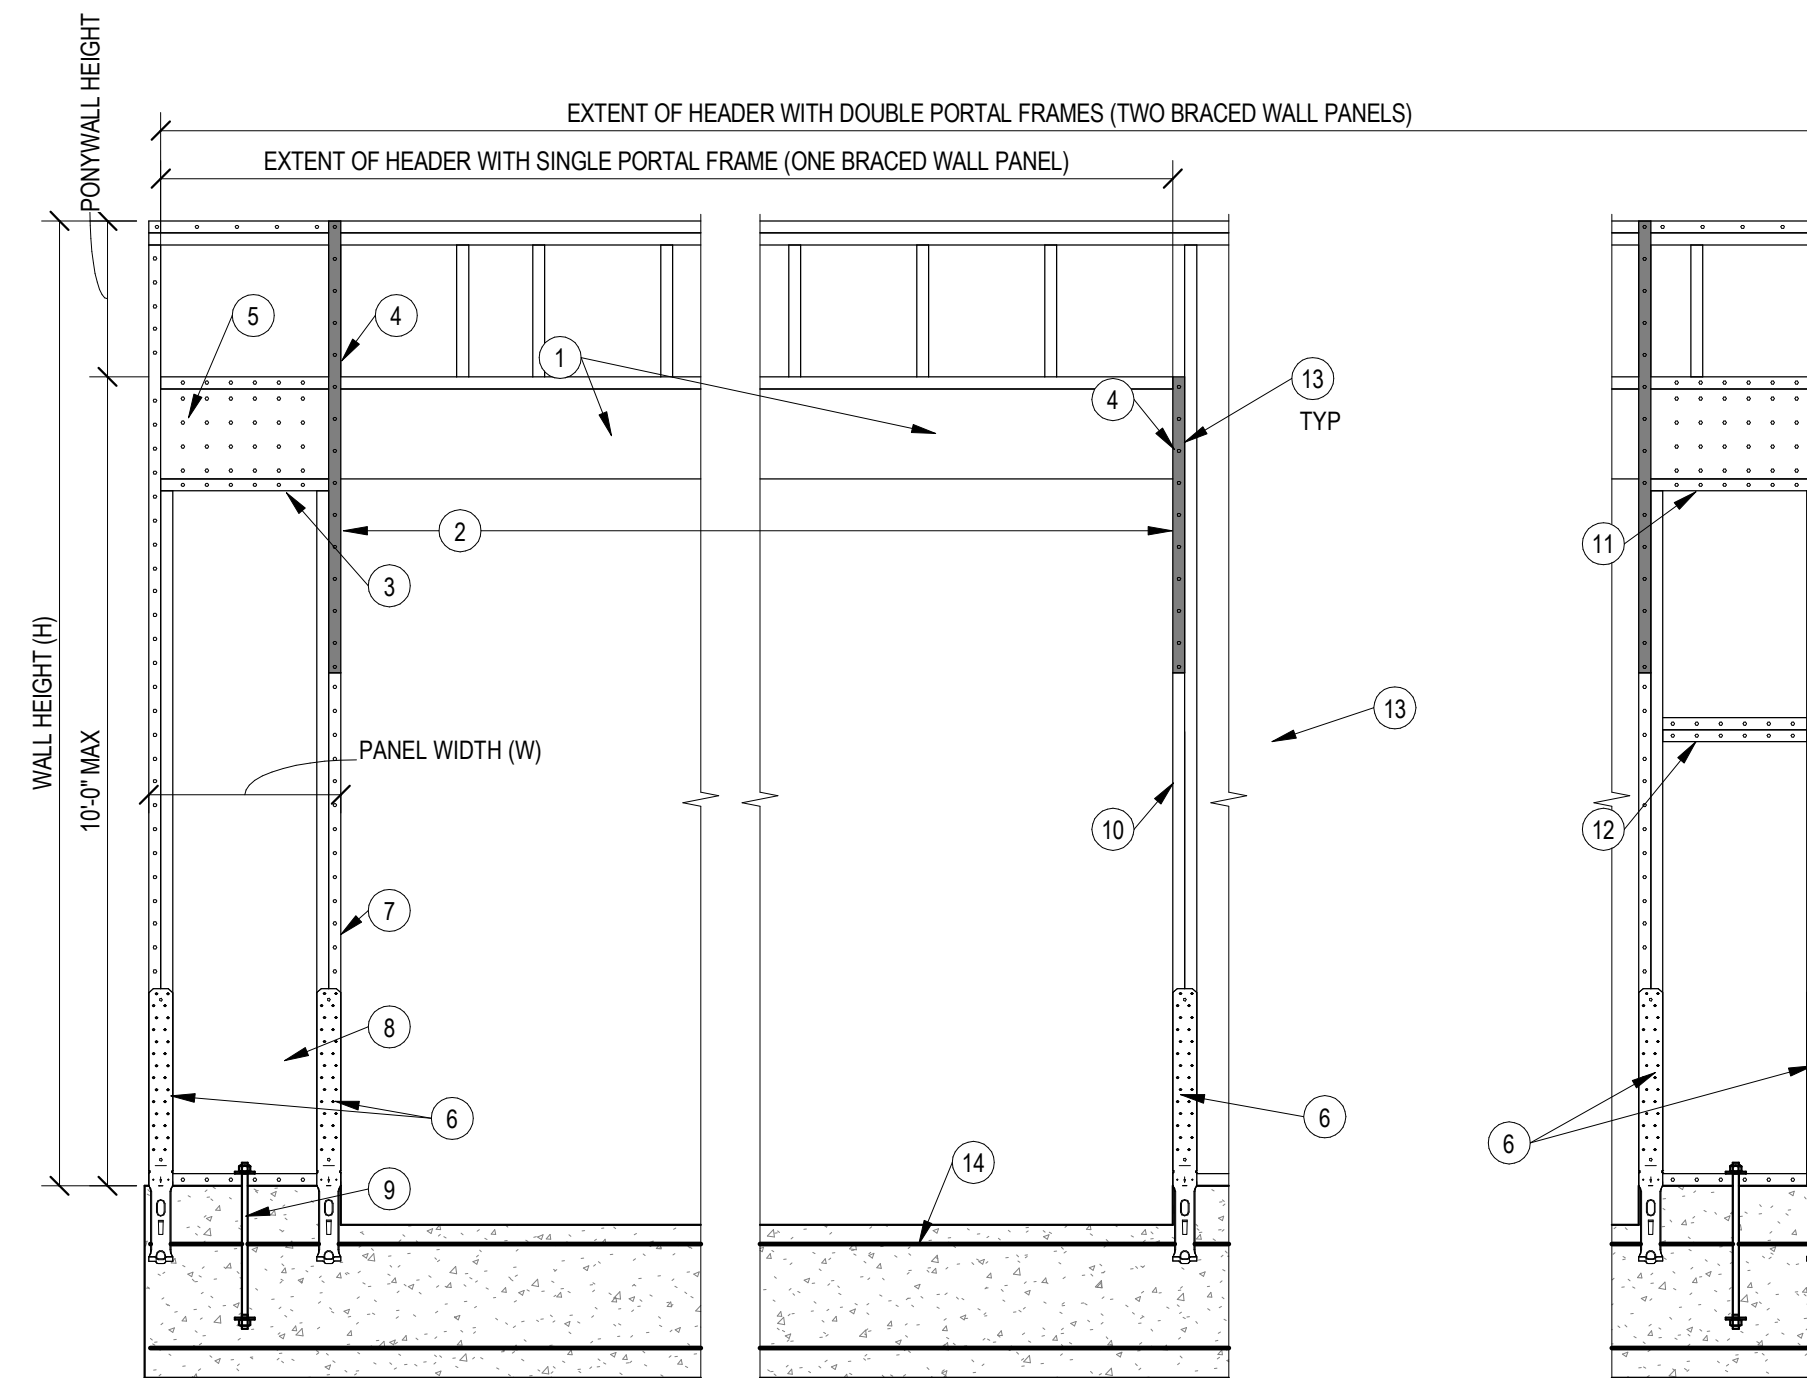 PONYWALL HEIGHT
EXTENT OF HEADER WITH DOUBLE PORTAL FRAMES (TWO BRACED WALL PANELS)
EXTENT OF HEADER WITH SINGLE PORTAL FRAME (ONE BRACED WALL PANEL)
5
4
1
13
TYP
4
2
11
3
WALL HEIGHT (H)
10'-0" MAX
13
PANEL WIDTH (W)
10
12
7
8
6
6
6
14
9